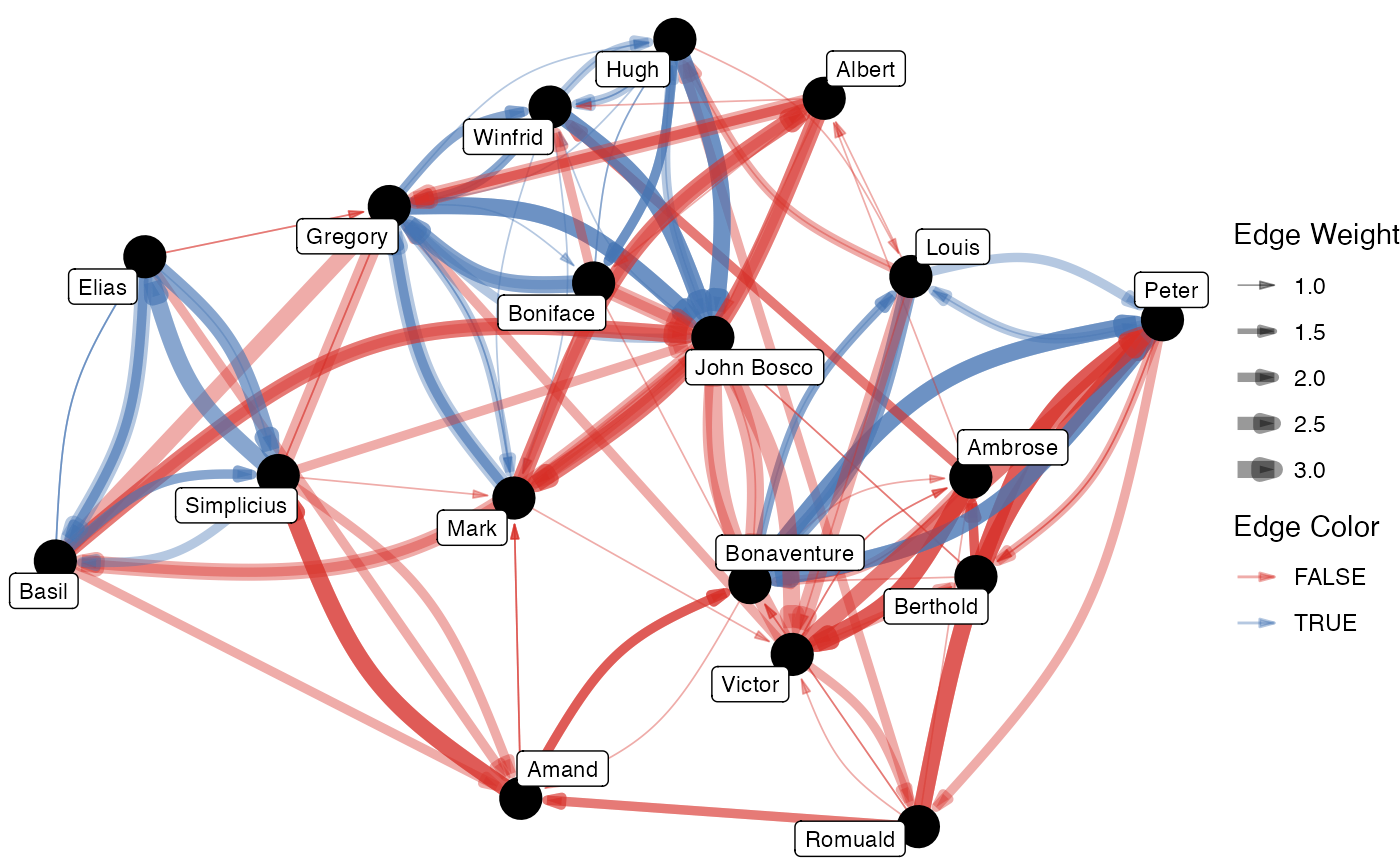 Hugh
Albert
Winfrid
Gregory
Louis
Elias
Peter
Boniface
John Bosco
Ambrose
Simplicius
Mark
Bonaventure
Basil
Berthold
Victor
Amand
Romuald
Edge Weight
1.0
1.5
2.0
2.5
3.0
Edge Color
FALSE
TRUE